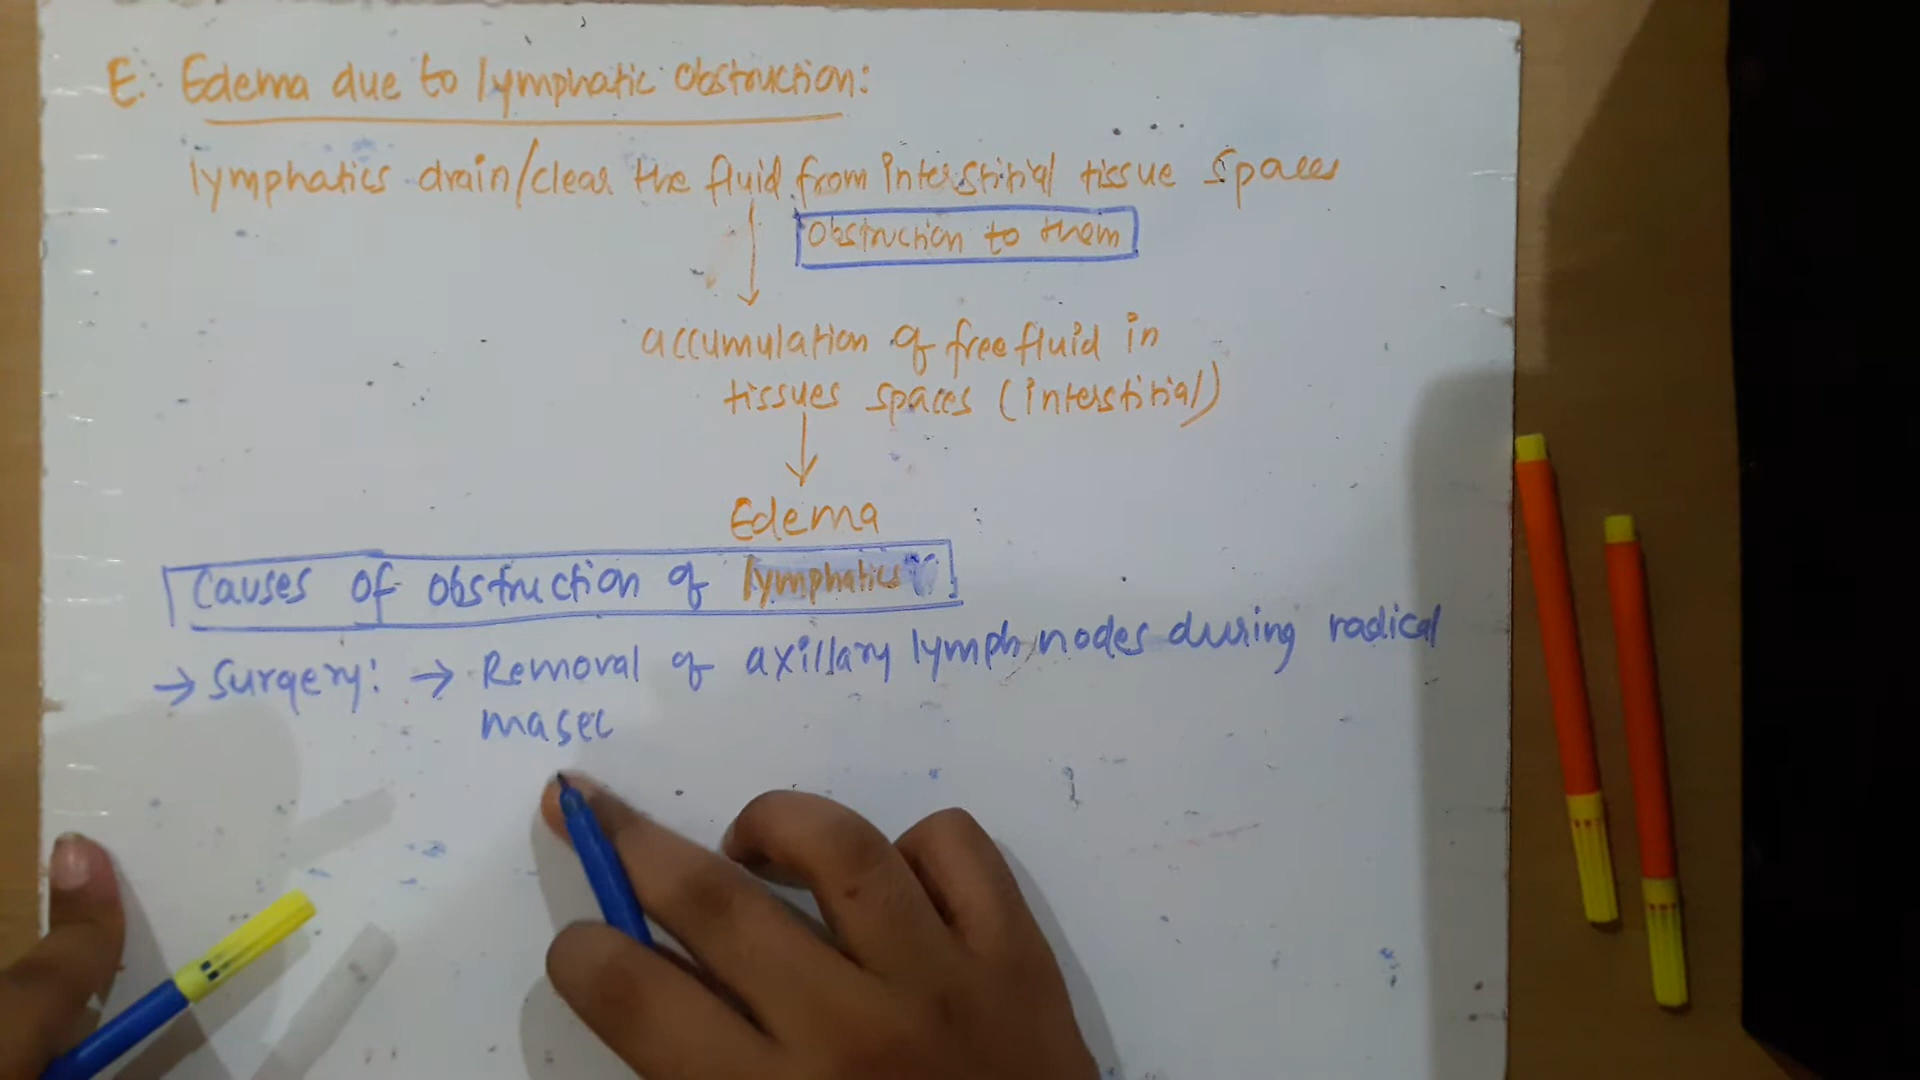 E: Edema due to lymphatic obstruction:
lymphatics drain/clear the fluid from interstitial tissue spaces
obstruction to them
accumulation of free fluid in
tissues spaces (interstitial)
Edema
Causes of obstruction of lymphatics
→ Surgery: → Removal of axillary lymph nodes during radical
masec